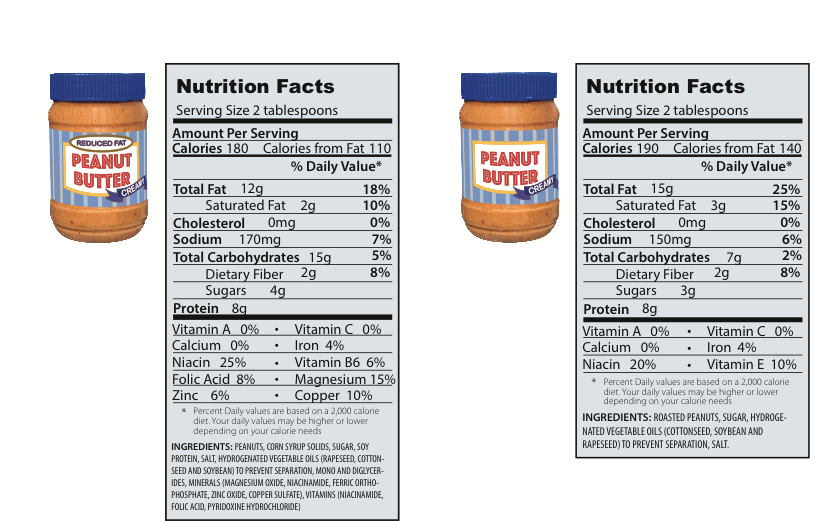 REDUCED FAT
PEANUT
BUTTER
CREAMY
Nutrition Facts
Serving Size 2 tablespoons
Amount Per Serving
Calories 180 Calories from Fat 110
% Daily Value*
Total Fat 12g 18%
Saturated Fat 2g 10%
Cholesterol 0mg 0%
Sodium 170mg 7%
Total Carbohydrates 15g 5%
Dietary Fiber 2g 8%
Sugars 4g
Protein 8g
Vitamin A 0% • Vitamin C 0%
Calcium 0% • Iron 4%
Niacin 25% • Vitamin B6 6%
Folic Acid 8% • Magnesium 15%
Zinc 6% • Copper 10%
* Percent Daily values are based on a 2,000 calorie
diet. Your daily values may be higher or lower
depending on your calorie needs
INGREDIENTS: PEANUTS, CORN SYRUP SOLIDS, SUGAR, SOY
PROTEIN, SALT, HYDROGENATED VEGETABLE OILS (RAPESEED, COTTON-
SEED AND SOYBEAN) TO PREVENT SEPARATION, MONO AND DIGLYCER-
IDES, MINERALS (MAGNESIUM OXIDE, NIACINAMIDE, FERRIC ORTHO-
PHOSPHATE, ZINC OXIDE, COPPER SULFATE), VITAMINS (NIACINAMIDE,
FOLIC ACID, PYRIDOXINE HYDROCHLORIDE)
PEANUT
BUTTER
CREAMY
Nutrition Facts
Serving Size 2 tablespoons
Amount Per Serving
Calories 190 Calories from Fat 140
% Daily Value*
Total Fat 15g 25%
Saturated Fat 3g 15%
Cholesterol 0mg 0%
Sodium 150mg 6%
Total Carbohydrates 7g 2%
Dietary Fiber 2g 8%
Sugars 3g
Protein 8g
Vitamin A 0% • Vitamin C 0%
Calcium 0% • Iron 4%
Niacin 20% • Vitamin E 10%
* Percent Daily values are based on a 2,000 calorie
diet. Your daily values may be higher or lower
depending on your calorie needs
INGREDIENTS: ROASTED PEANUTS, SUGAR, HYDROGE-
NATED VEGETABLE OILS (COTTONSEED, SOYBEAN AND
RAPESEED) TO PREVENT SEPARATION, SALT.